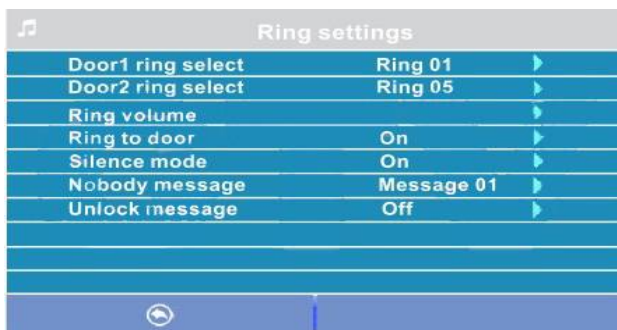 Ring settings
Door1 ring select Ring 01
Door2 ring select Ring 05
Ring volume
Ring to door On
Silence mode On
Nobody message Message 01
Unlock message Off